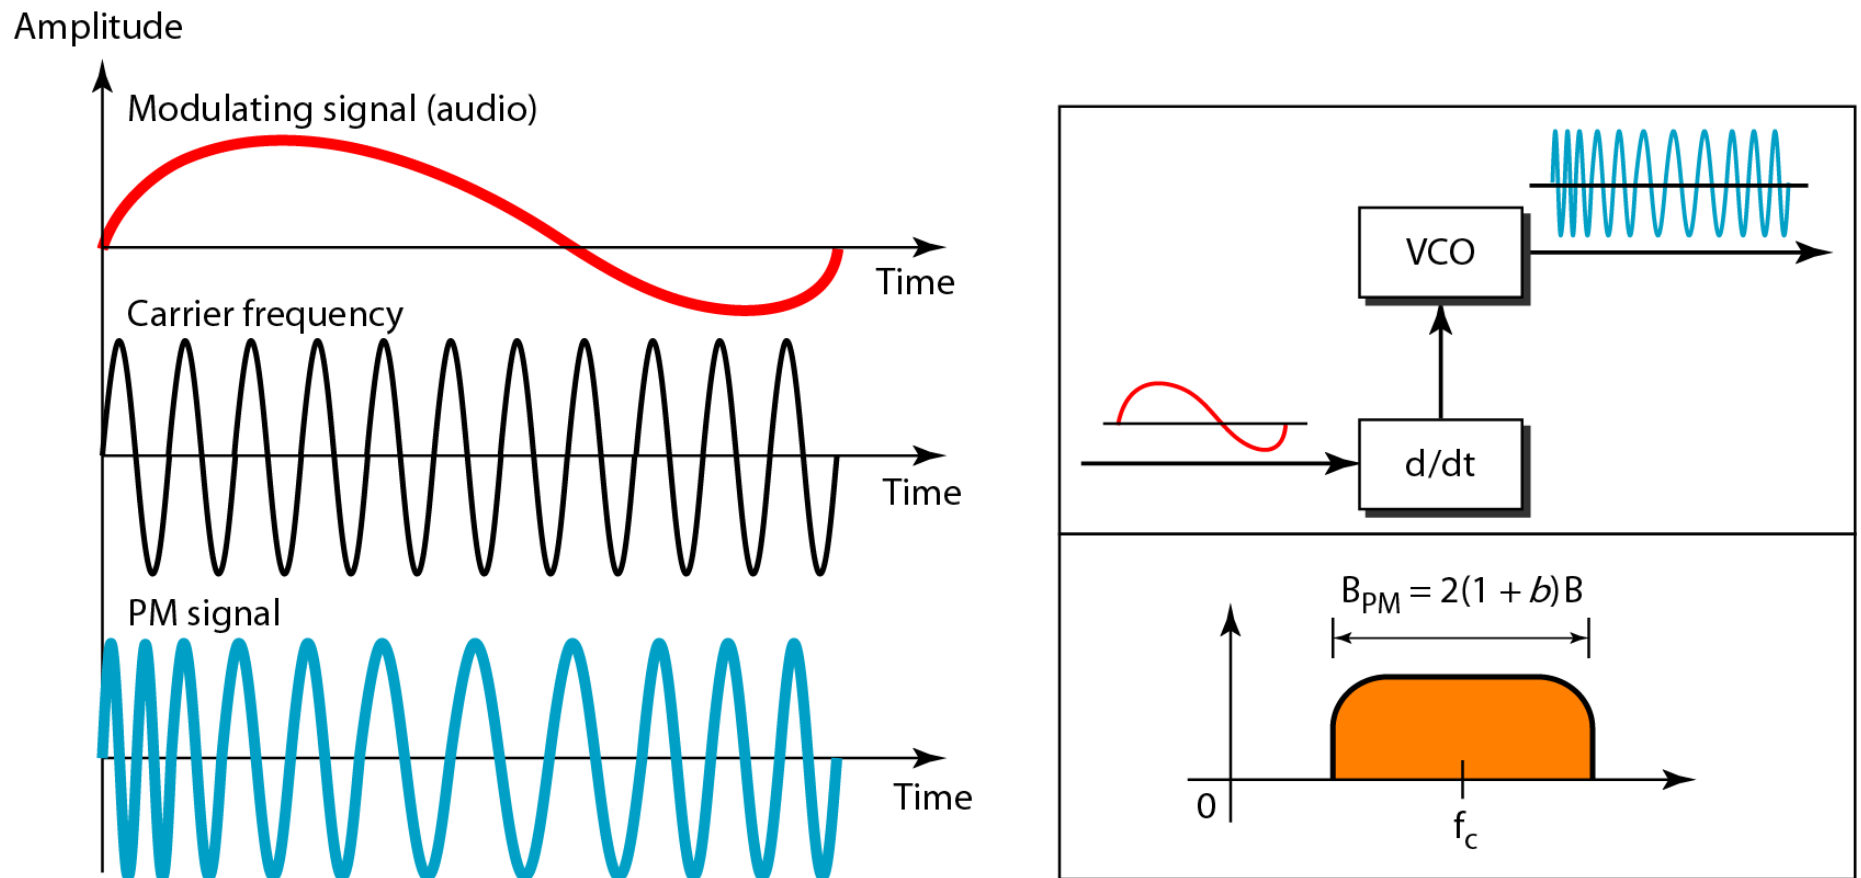 Amplitude
Modulating signal (audio)
Time
Carrier frequency
Time
PM signal
Time
VCO
d/dt
B_PM = 2(1 + b)B
0
f_c